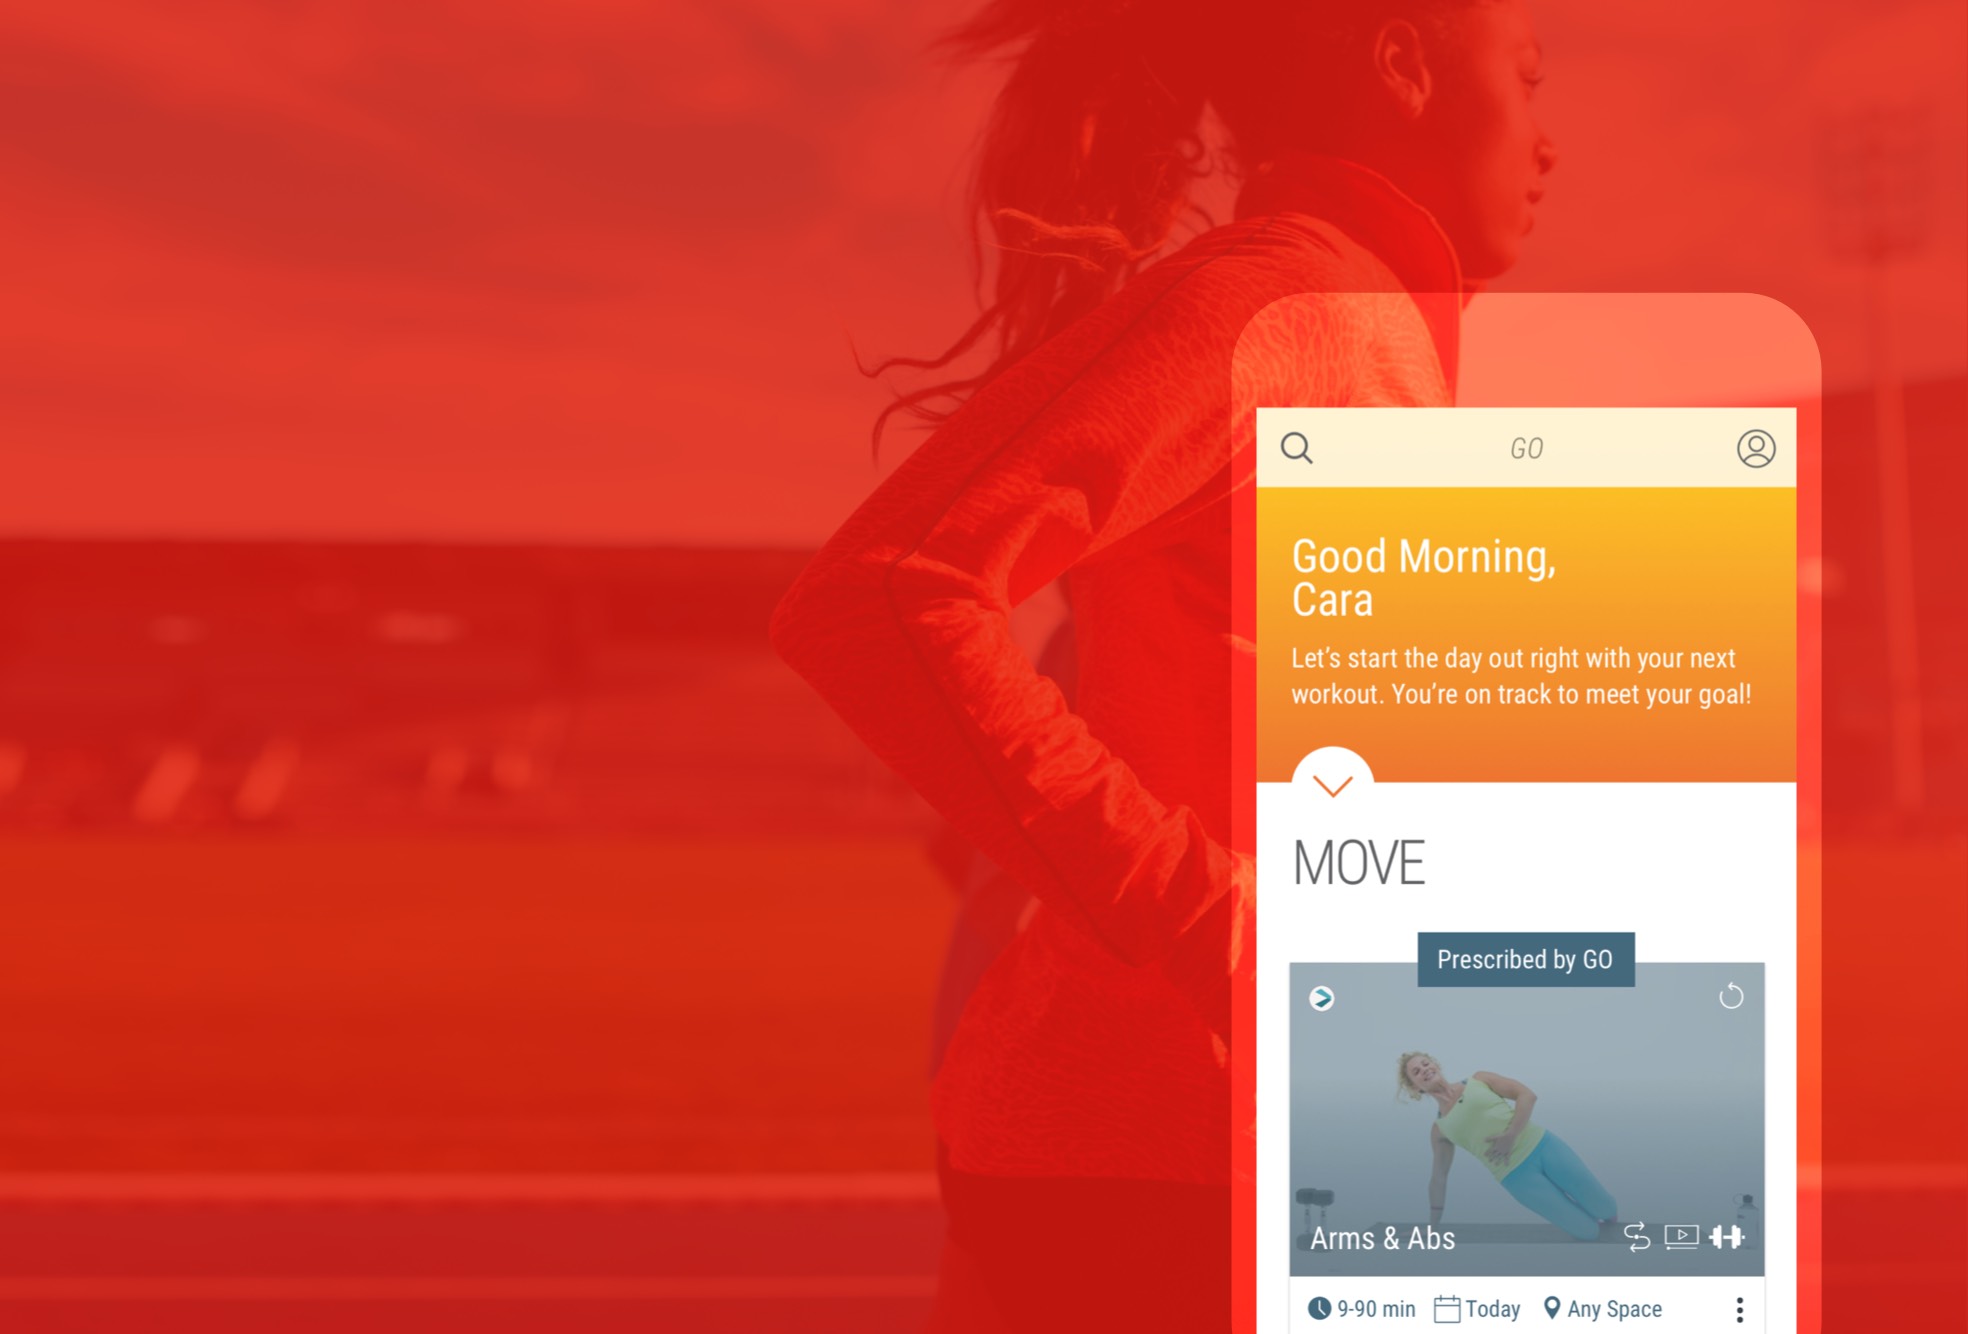 GO
Good Morning,
Cara
Let's start the day out right with your next
workout. You're on track to meet your goal!
MOVE
Prescribed by GO
Arms & Abs
9-90 min Today Any Space